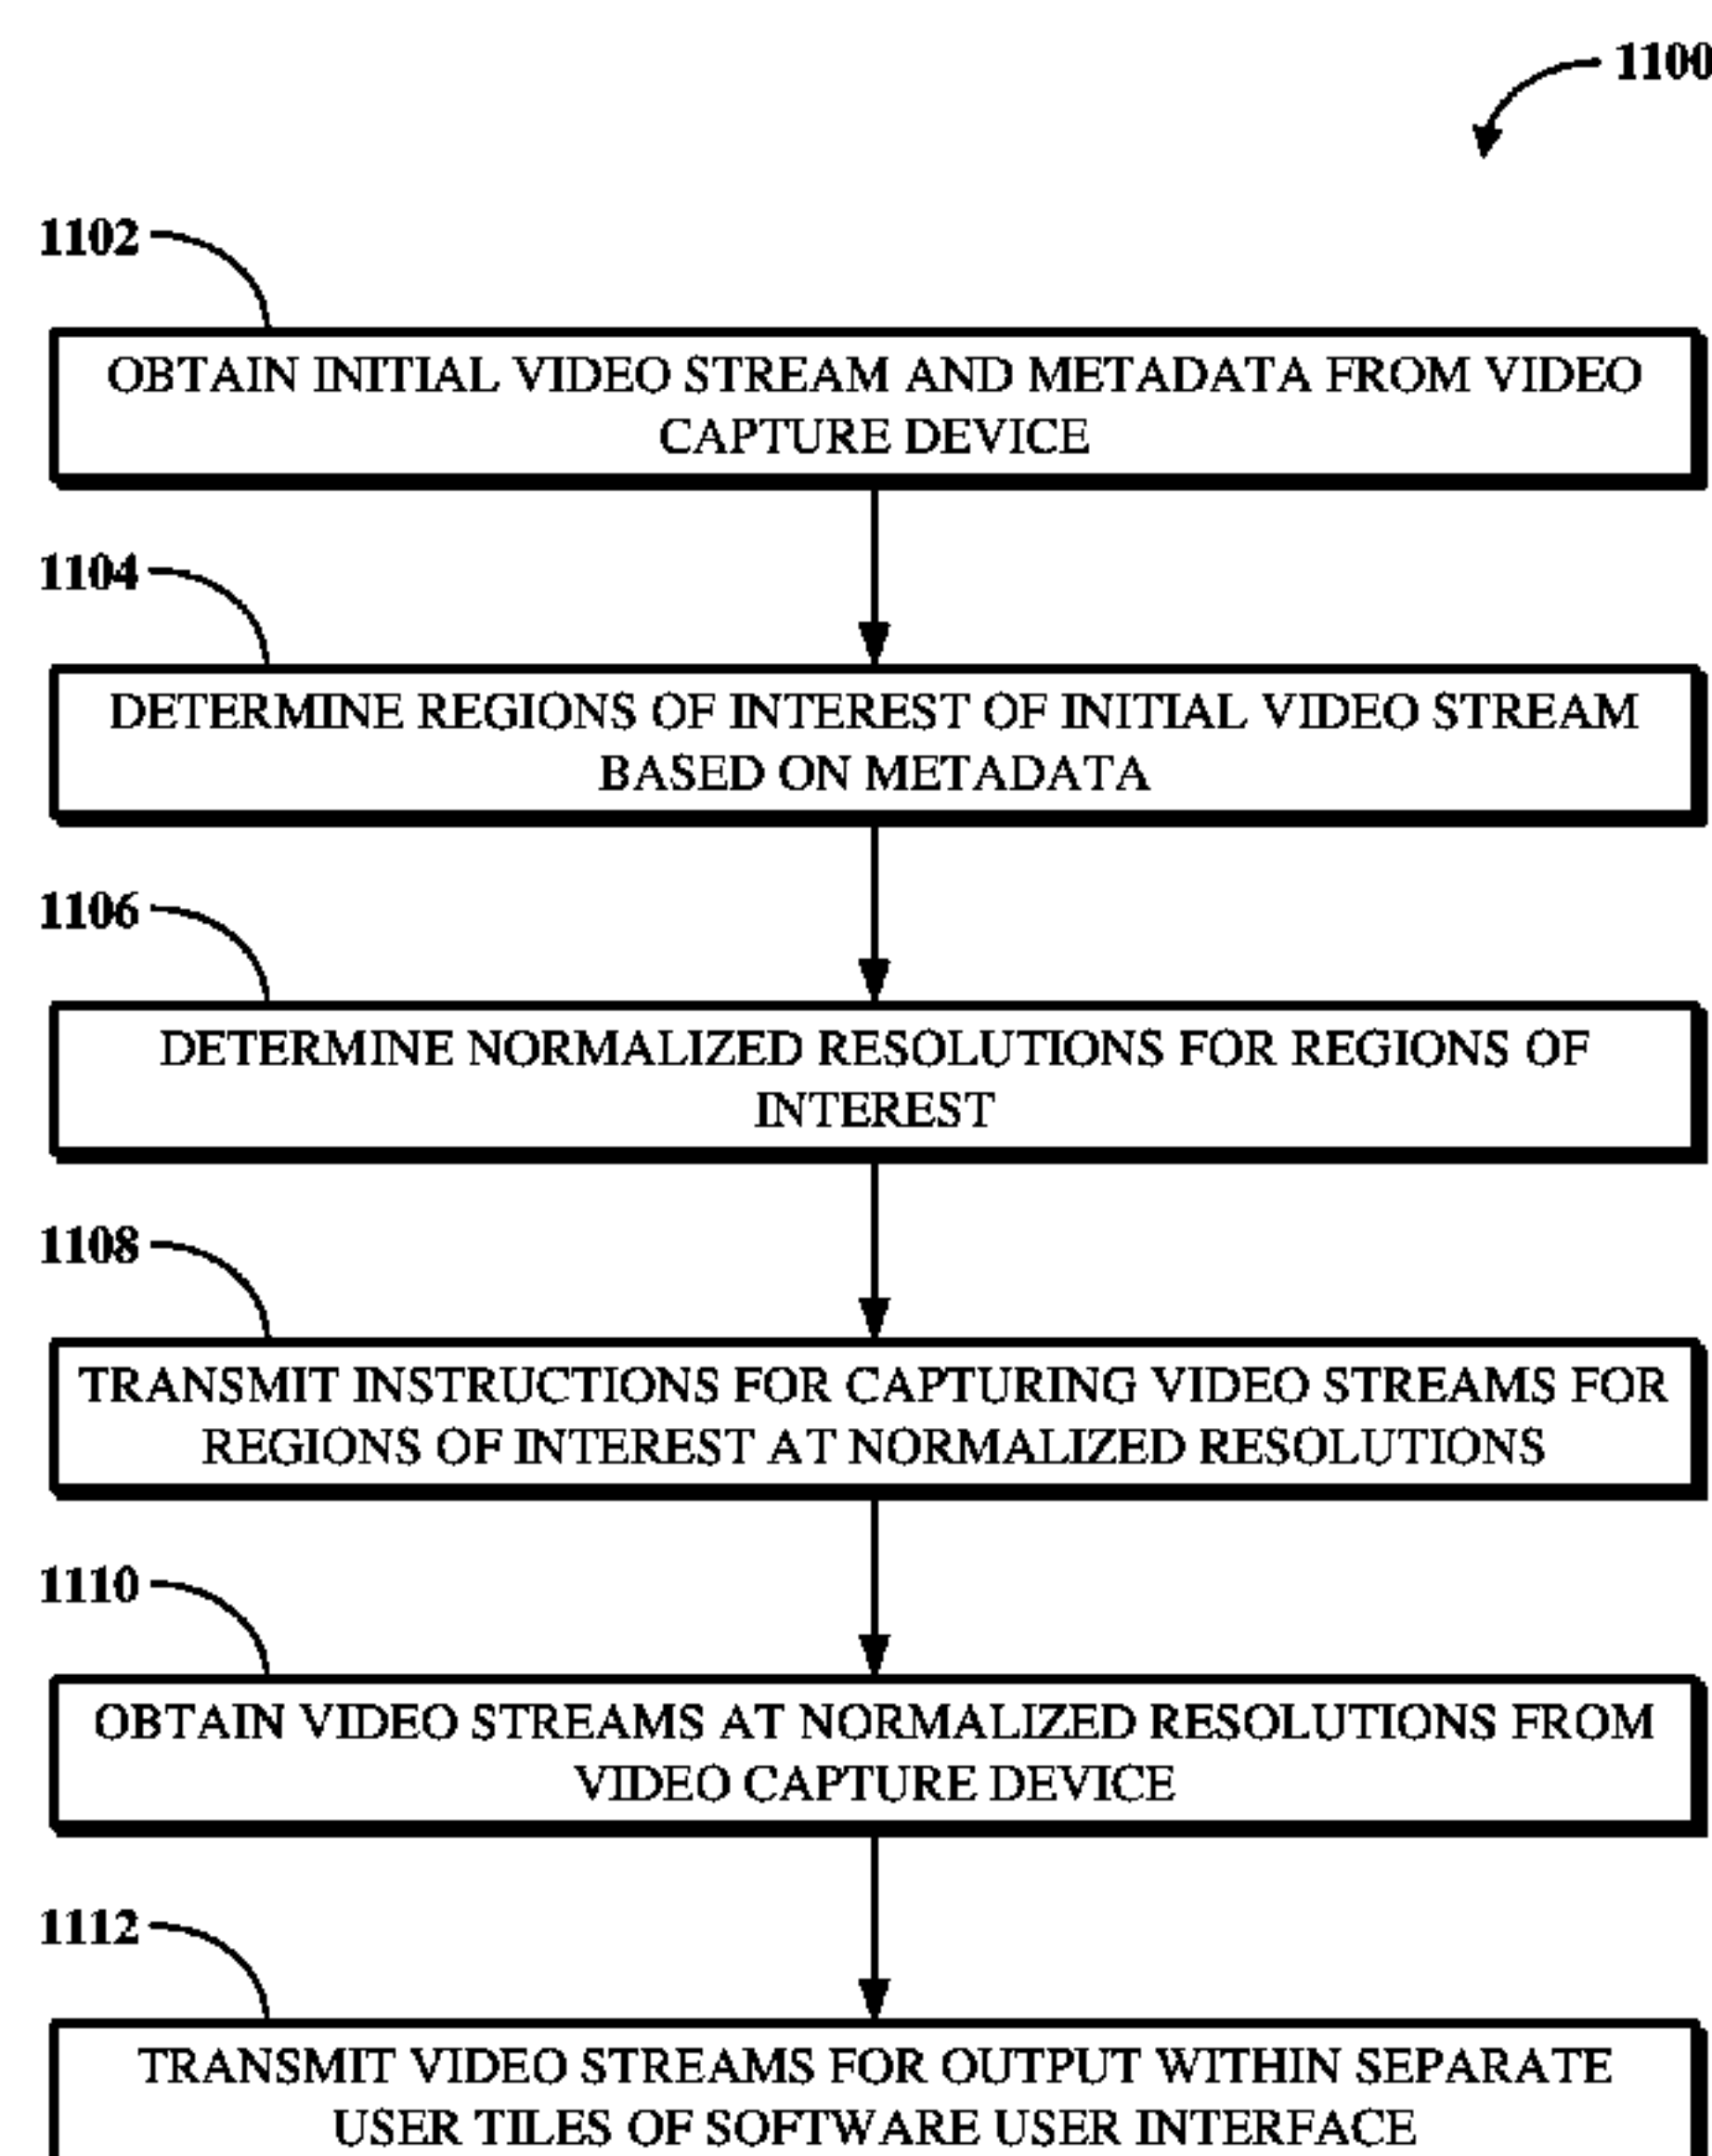 1100
1102
OBTAIN INITIAL VIDEO STREAM AND METADATA FROM VIDEO
CAPTURE DEVICE
1104
DETERMINE REGIONS OF INTEREST OF INITIAL VIDEO STREAM
BASED ON METADATA
1106
DETERMINE NORMALIZED RESOLUTIONS FOR REGIONS OF
INTEREST
1108
TRANSMIT INSTRUCTIONS FOR CAPTURING VIDEO STREAMS FOR
REGIONS OF INTEREST AT NORMALIZED RESOLUTIONS
1110
OBTAIN VIDEO STREAMS AT NORMALIZED RESOLUTIONS FROM
VIDEO CAPTURE DEVICE
1112
TRANSMIT VIDEO STREAMS FOR OUTPUT WITHIN SEPARATE
USER TILES OF SOFTWARE USER INTERFACE